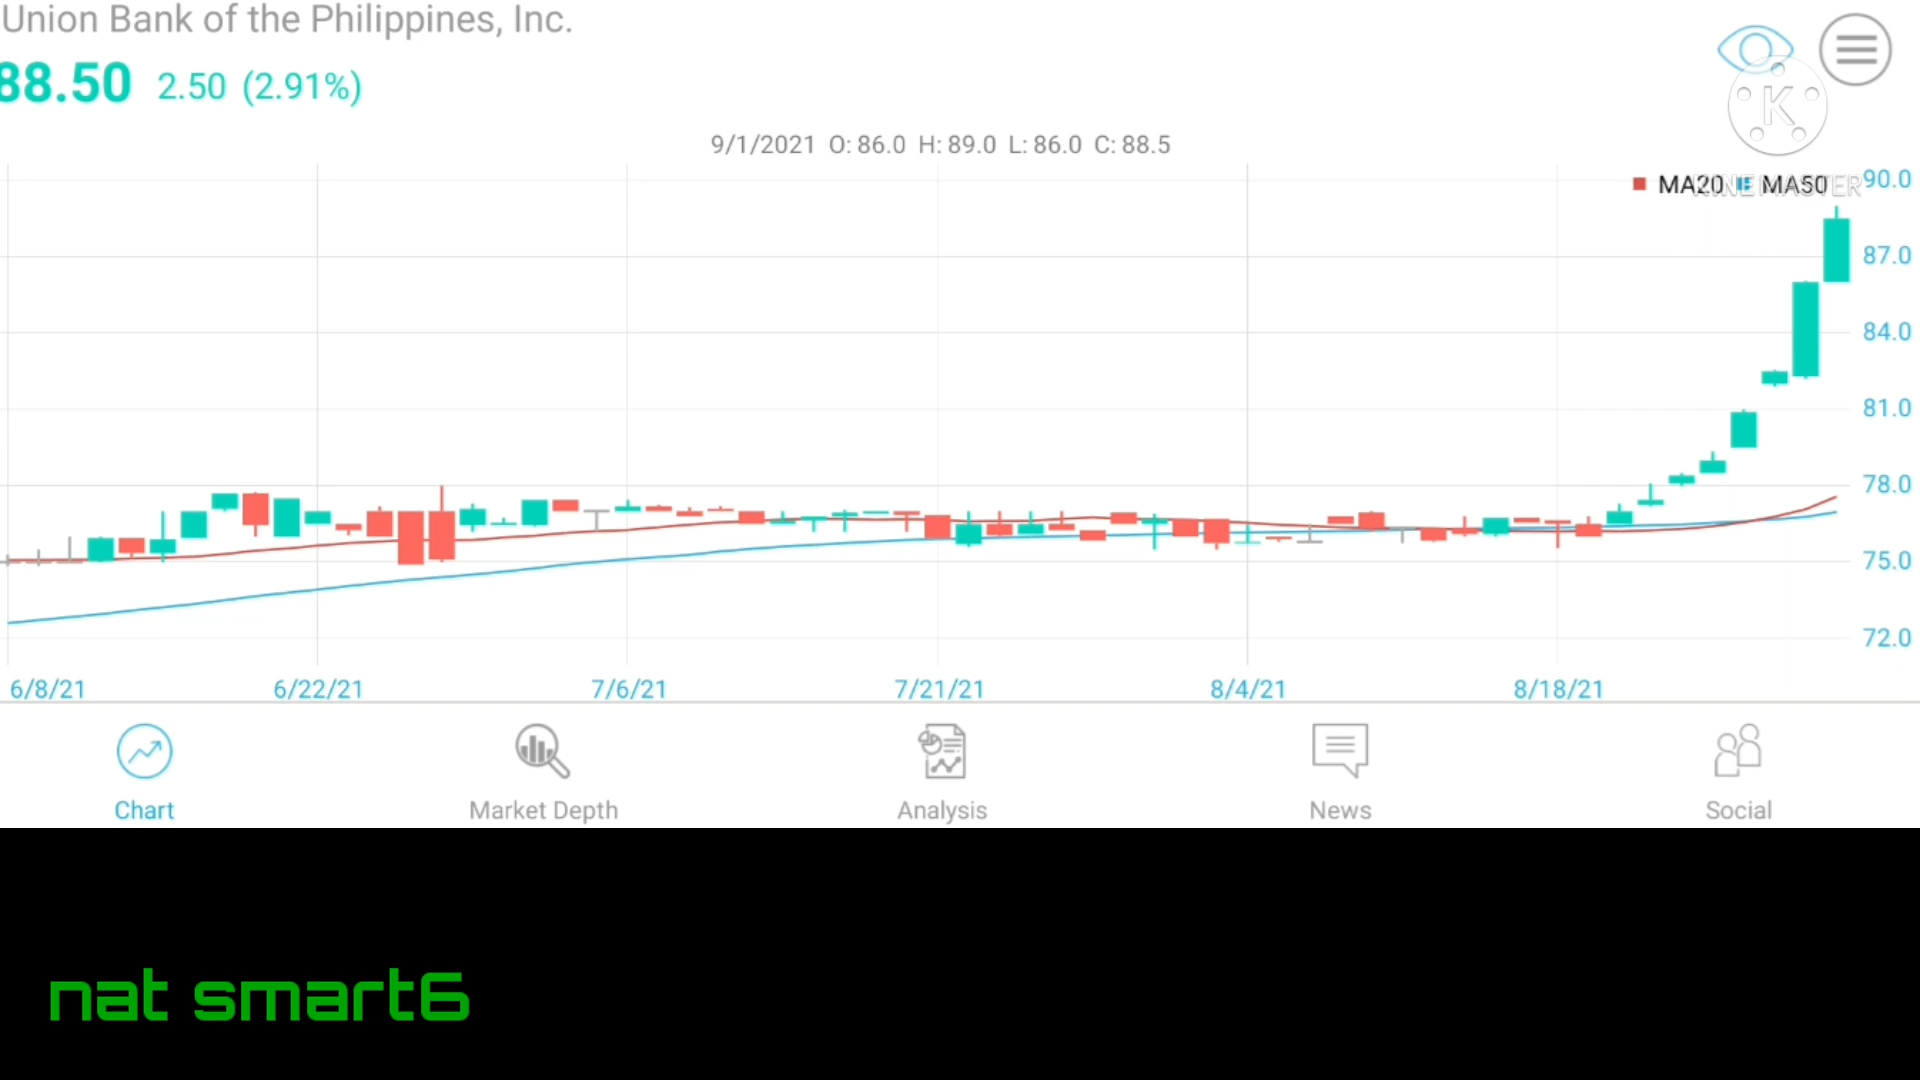 Union Bank of the Philippines, Inc.
88.50 2.50 (2.91%)
9/1/2021 O: 86.0 H: 89.0 L: 86.0 C: 88.5
K
MA20 MA50
KINEMASTER
90.0
87.0
84.0
81.0
78.0
75.0
72.0
6/8/21 6/22/21 7/6/21 7/21/21 8/4/21 8/18/21
Chart Market Depth Analysis News Social
nat smart6